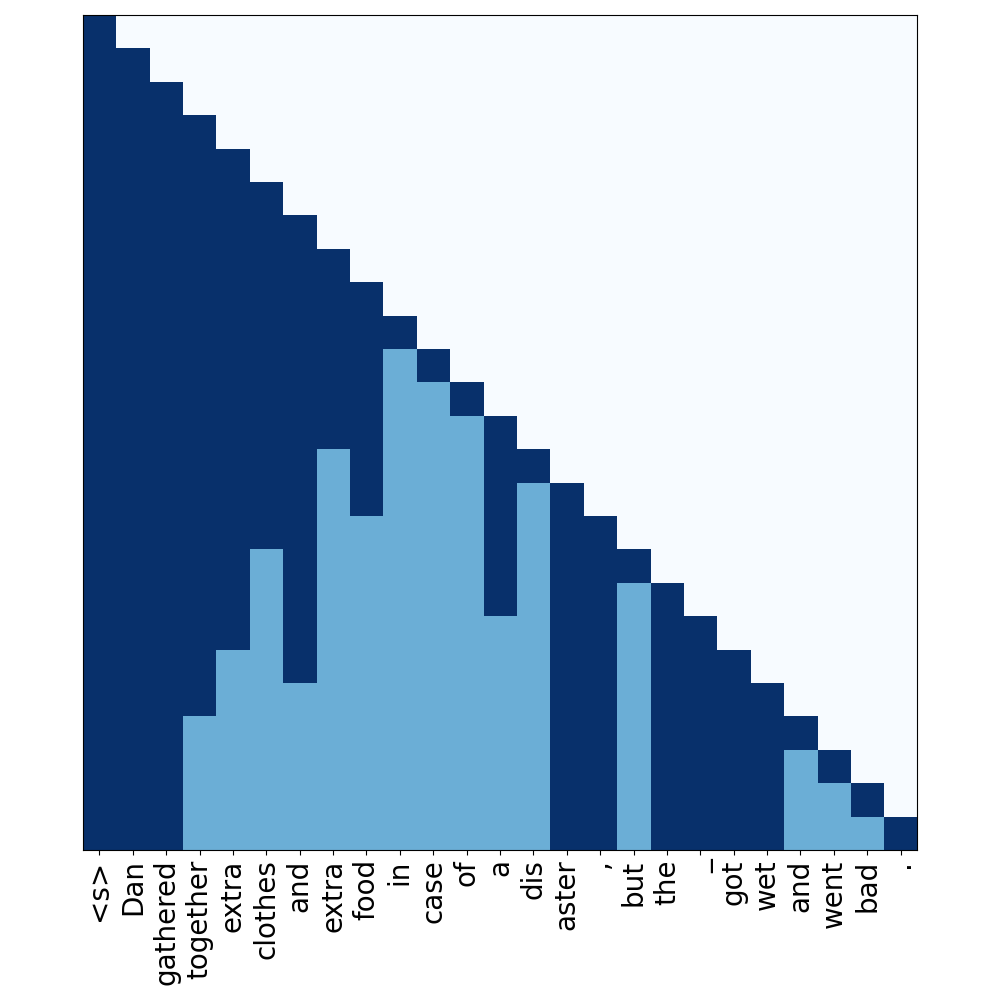 <s> Dan gathered together extra clothes and extra food in case of a dis aster , but the _ got wet and went bad .